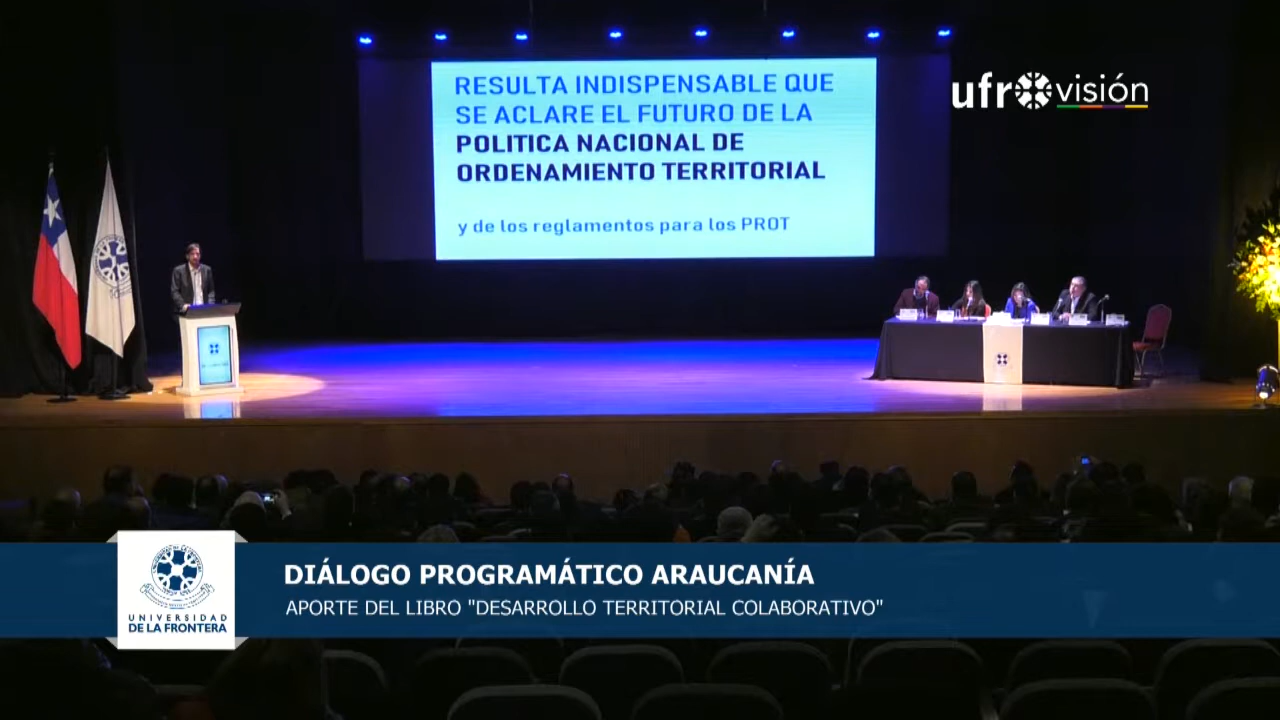 RESULTA INDISPENSABLE QUE
SE ACLARE EL FUTURO DE LA
POLITICA NACIONAL DE
ORDENAMIENTO TERRITORIAL
y de los reglamentos para los PROT
ufrovisión
DIÁLOGO PROGRAMÁTICO ARAUCANÍA
APORTE DEL LIBRO "DESARROLLO TERRITORIAL COLABORATIVO"
UNIVERSIDAD
DE LA FRONTERA